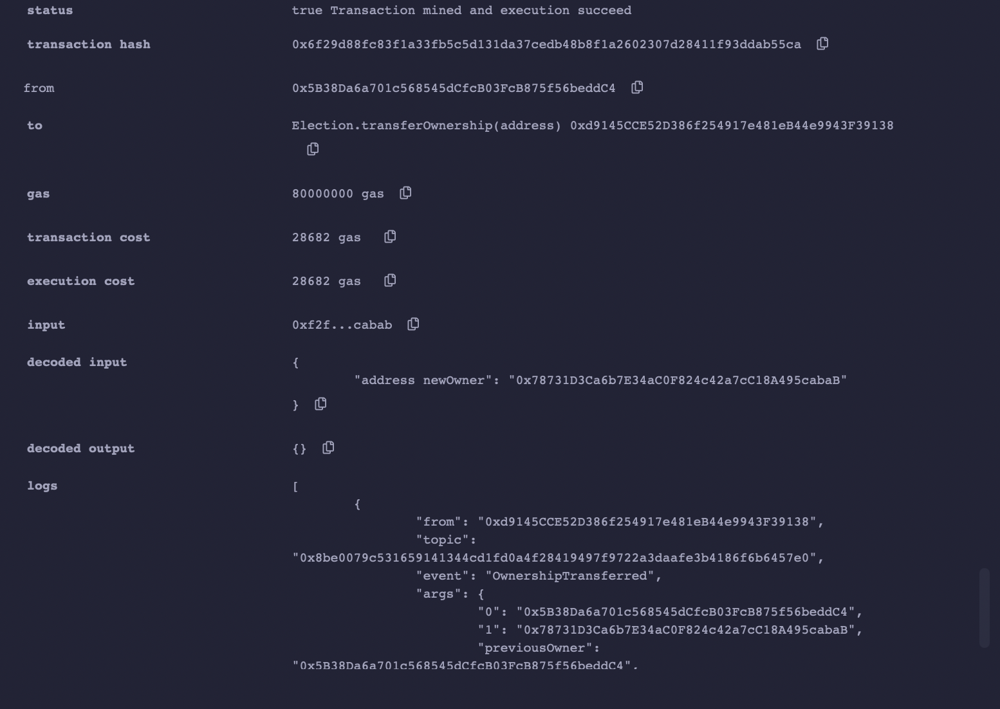 status true Transaction mined and execution succeed
transaction hash 0x6f29d88fc83f1a33fb5c5d131da37cedb48b8f1a2602307d28411f93ddab55ca
from 0x5B38Da6a701c568545dCfcB03FcB875f56beddC4
to Election.transferOwnership(address) 0xd9145CCE52D386f254917e481eB44e9943F39138
gas 80000000 gas
transaction cost 28682 gas
execution cost 28682 gas
input 0xf2f...cabab
decoded input {
"address newOwner": "0x78731D3Ca6b7E34aC0F824c42a7cC18A495cabaB"
}
decoded output {}
logs [
{
"from": "0xd9145CCE52D386f254917e481eB44e9943F39138",
"topic":
"0x8be0079c531659141344cd1fd0a4f28419497f9722a3daafe3b4186f6b6457e0",
"event": "OwnershipTransferred",
"args": {
"0": "0x5B38Da6a701c568545dCfcB03FcB875f56beddC4",
"1": "0x78731D3Ca6b7E34aC0F824c42a7cC18A495cabaB",
"previousOwner":
"0x5B38Da6a701c568545dCfcB03FcB875f56beddC4",